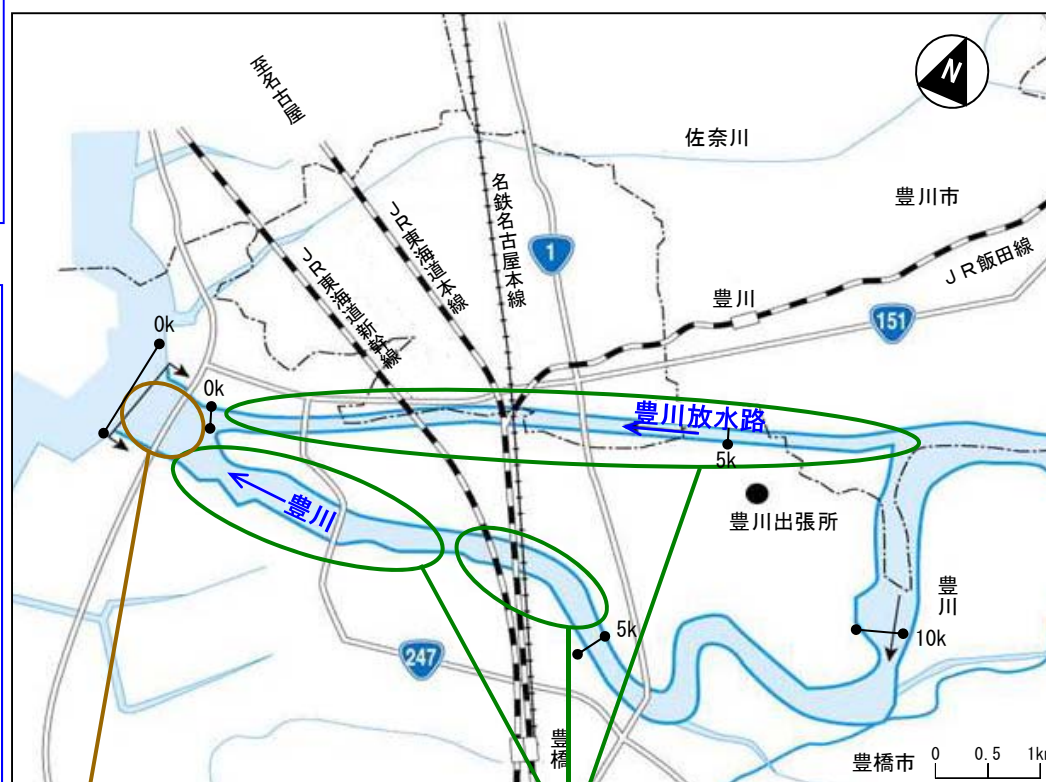 N
至名古屋
佐奈川
豊川市
名鉄名古屋本線
JR東海道本線
JR東海道新幹線
1
JR飯田線
豊川
151
0k
0k
豊川放水路
5k
豊川
豊川出張所
豊川
5k
10k
247
豊橋
豊橋市
0 0.5 1km